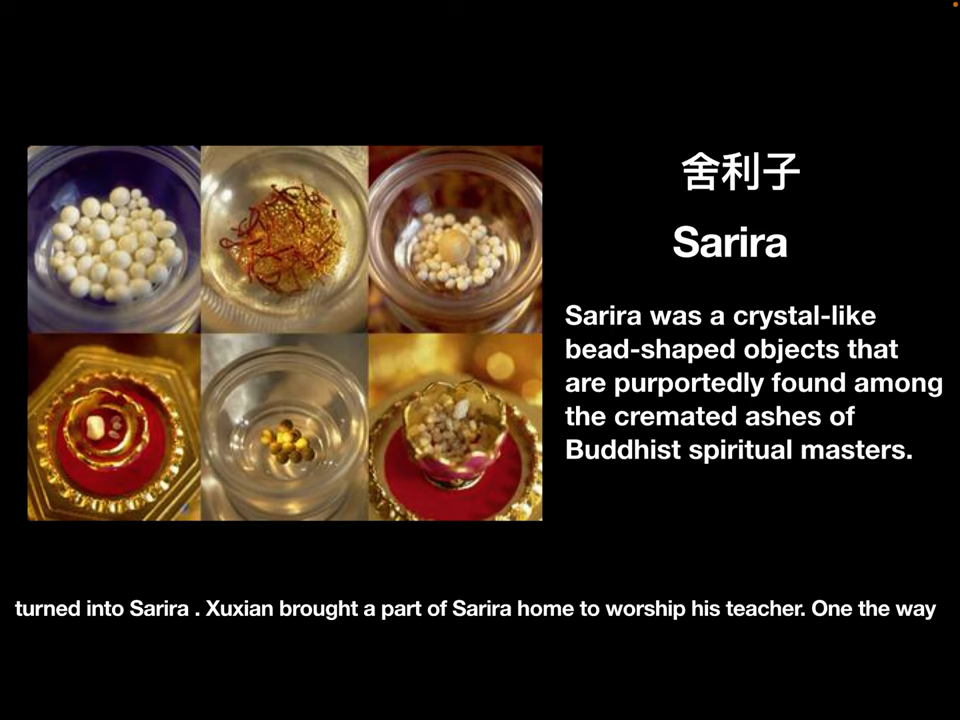 舍利子
Sarira
Sarira was a crystal-like
bead-shaped objects that
are purportedly found among
the cremated ashes of
Buddhist spiritual masters.
turned into Sarira . Xuxian brought a part of Sarira home to worship his teacher. One the way